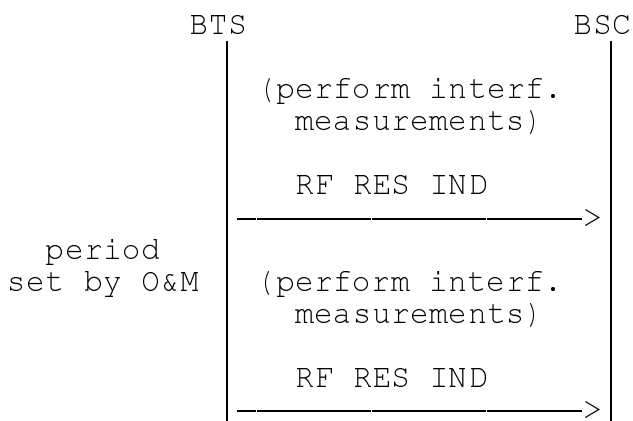 BTS BSC
(perform interf.
measurements)
RF RES IND
period
set by O&M
(perform interf.
measurements)
RF RES IND